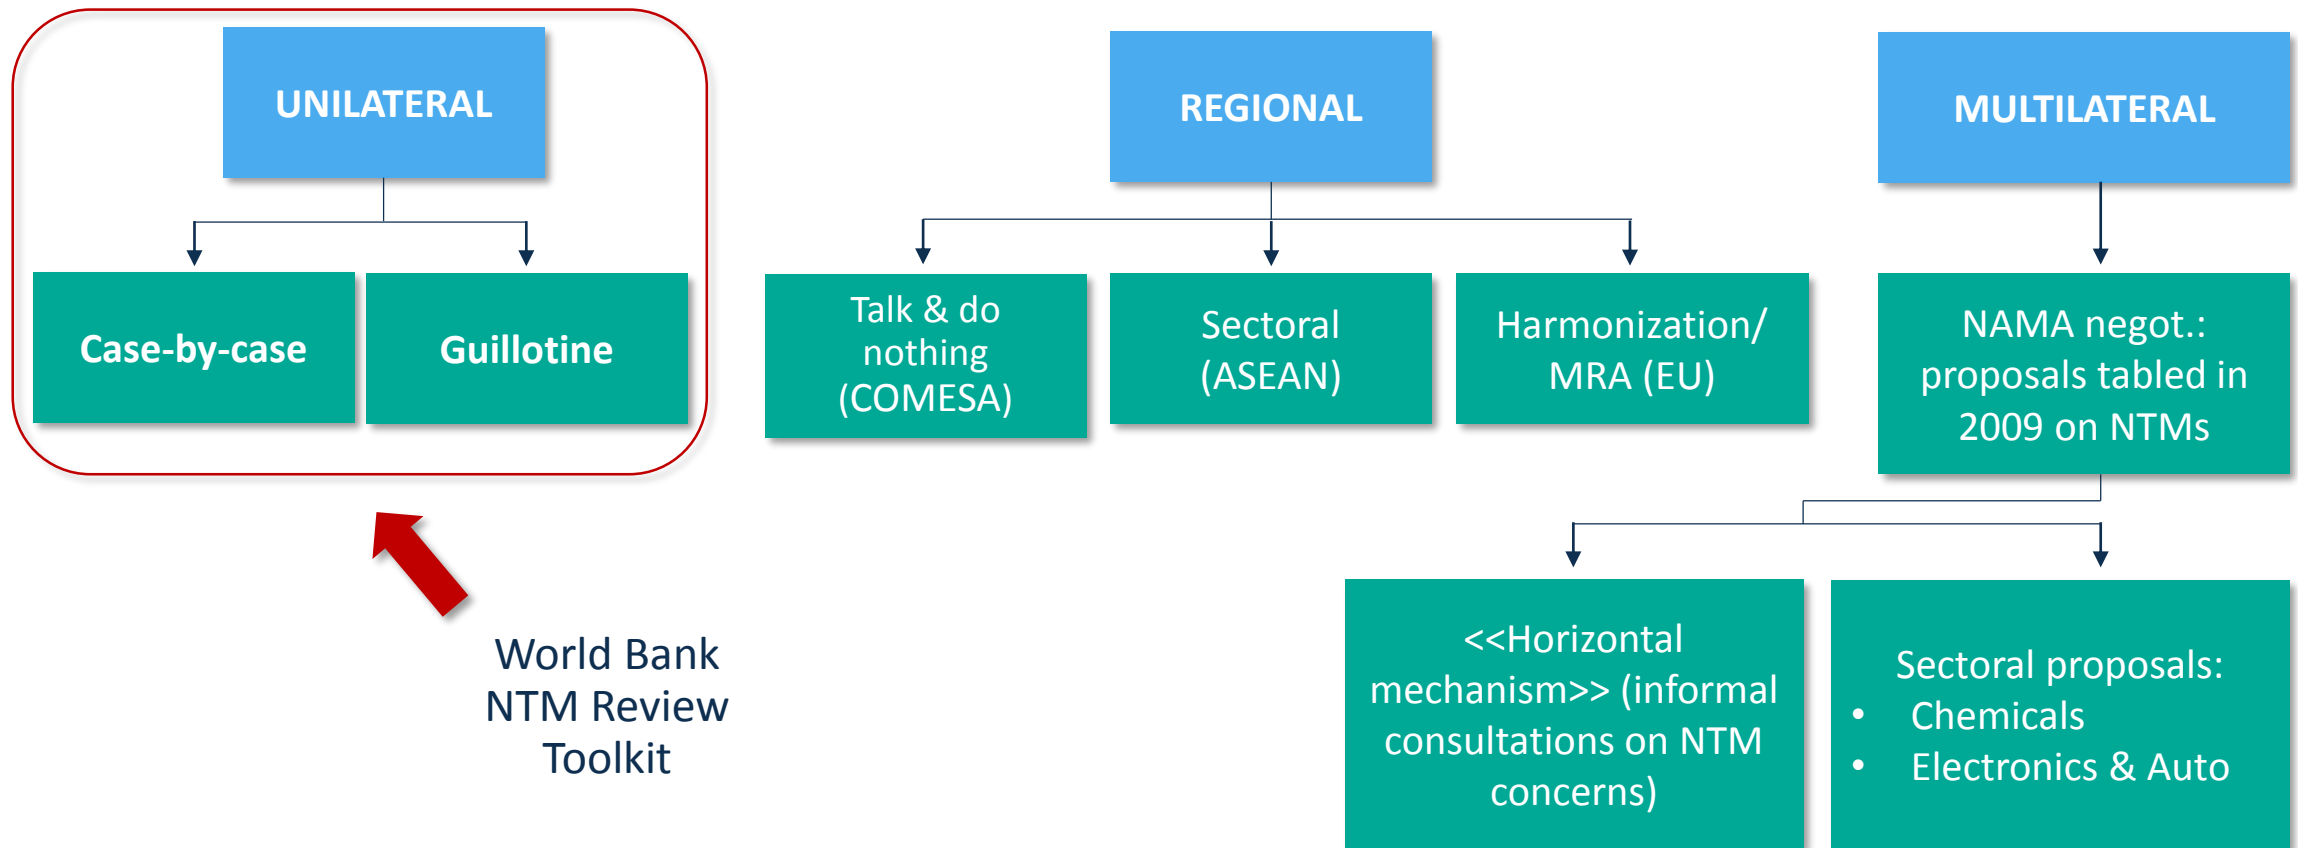 UNILATERAL
REGIONAL
MULTILATERAL
Case-by-case
Guillotine
Talk & do
nothing
(COMESA)
Sectoral
(ASEAN)
Harmonization/
MRA (EU)
NAMA negot.:
proposals tabled in
2009 on NTMs
World Bank
NTM Review
Toolkit
<<Horizontal
mechanism>> (informal
consultations on NTM
concerns)
Sectoral proposals:
• Chemicals
• Electronics & Auto